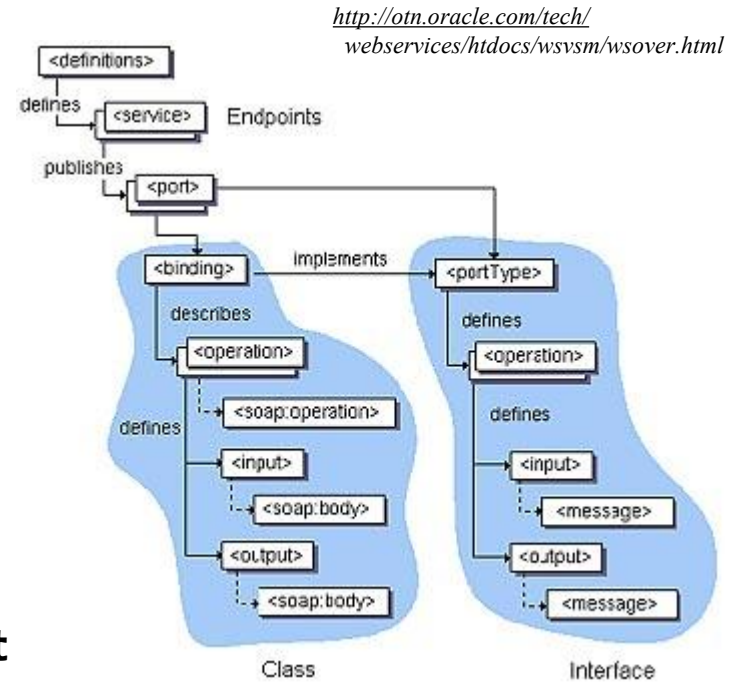 http://otn.oracle.com/tech/
webservices/htdocs/wsvsm/wsover.html
<definitions>
defines
<service>
Endpoints
publishes
<port>
<binding>
implements
<portType>
describes
defines
<operation>
<operation>
<soap:operation>
defines
defines
<input>
<input>
<soap:body>
<message>
<output>
<output>
<soap:body>
<message>
t
Class
Interface